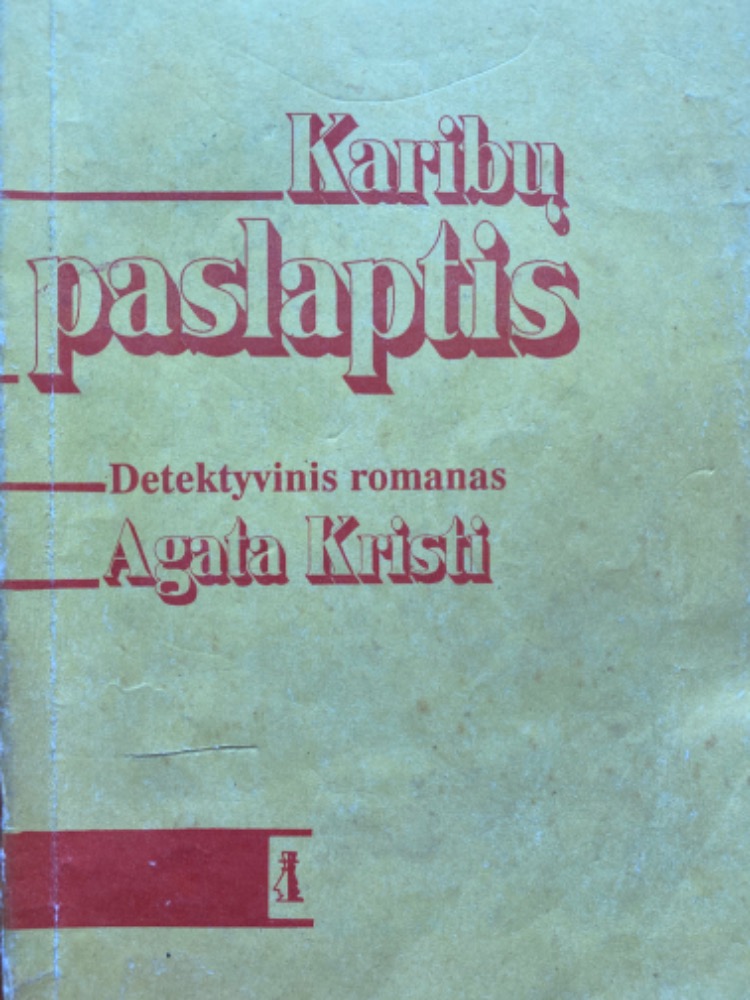 Karibų
paslaptis
Detektyvinis romanas
Agata Kristi